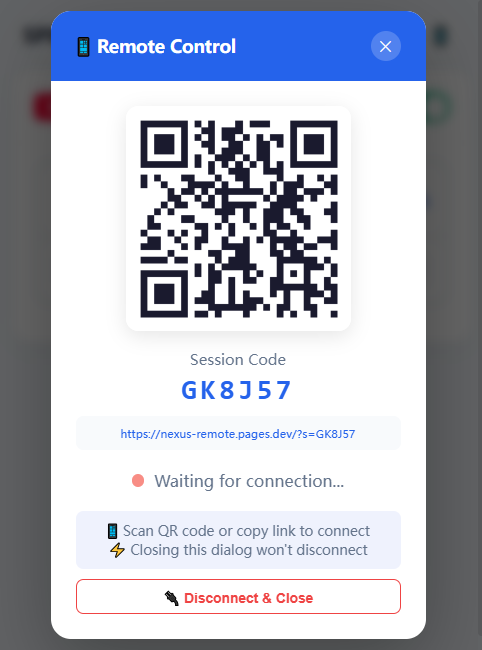 Remote Control
Session Code
GK8J57
https://nexus-remote.pages.dev/?s=GK8J57
Waiting for connection...
Scan QR code or copy link to connect
Closing this dialog won't disconnect
Disconnect & Close